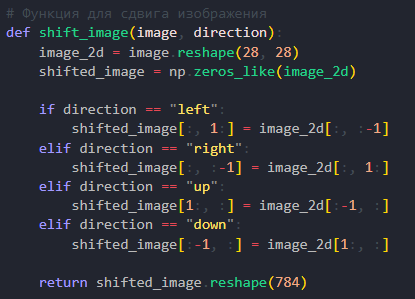 # Функция для сдвига изображения
def shift_image(image, direction):
    image_2d = image.reshape(28, 28)
    shifted_image = np.zeros_like(image_2d)

    if direction == "left":
        shifted_image[:, 1:] = image_2d[:, :-1]
    elif direction == "right":
        shifted_image[:, :-1] = image_2d[:, 1:]
    elif direction == "up":
        shifted_image[1:, :] = image_2d[:-1, :]
    elif direction == "down":
        shifted_image[:-1, :] = image_2d[1:, :]

    return shifted_image.reshape(784)